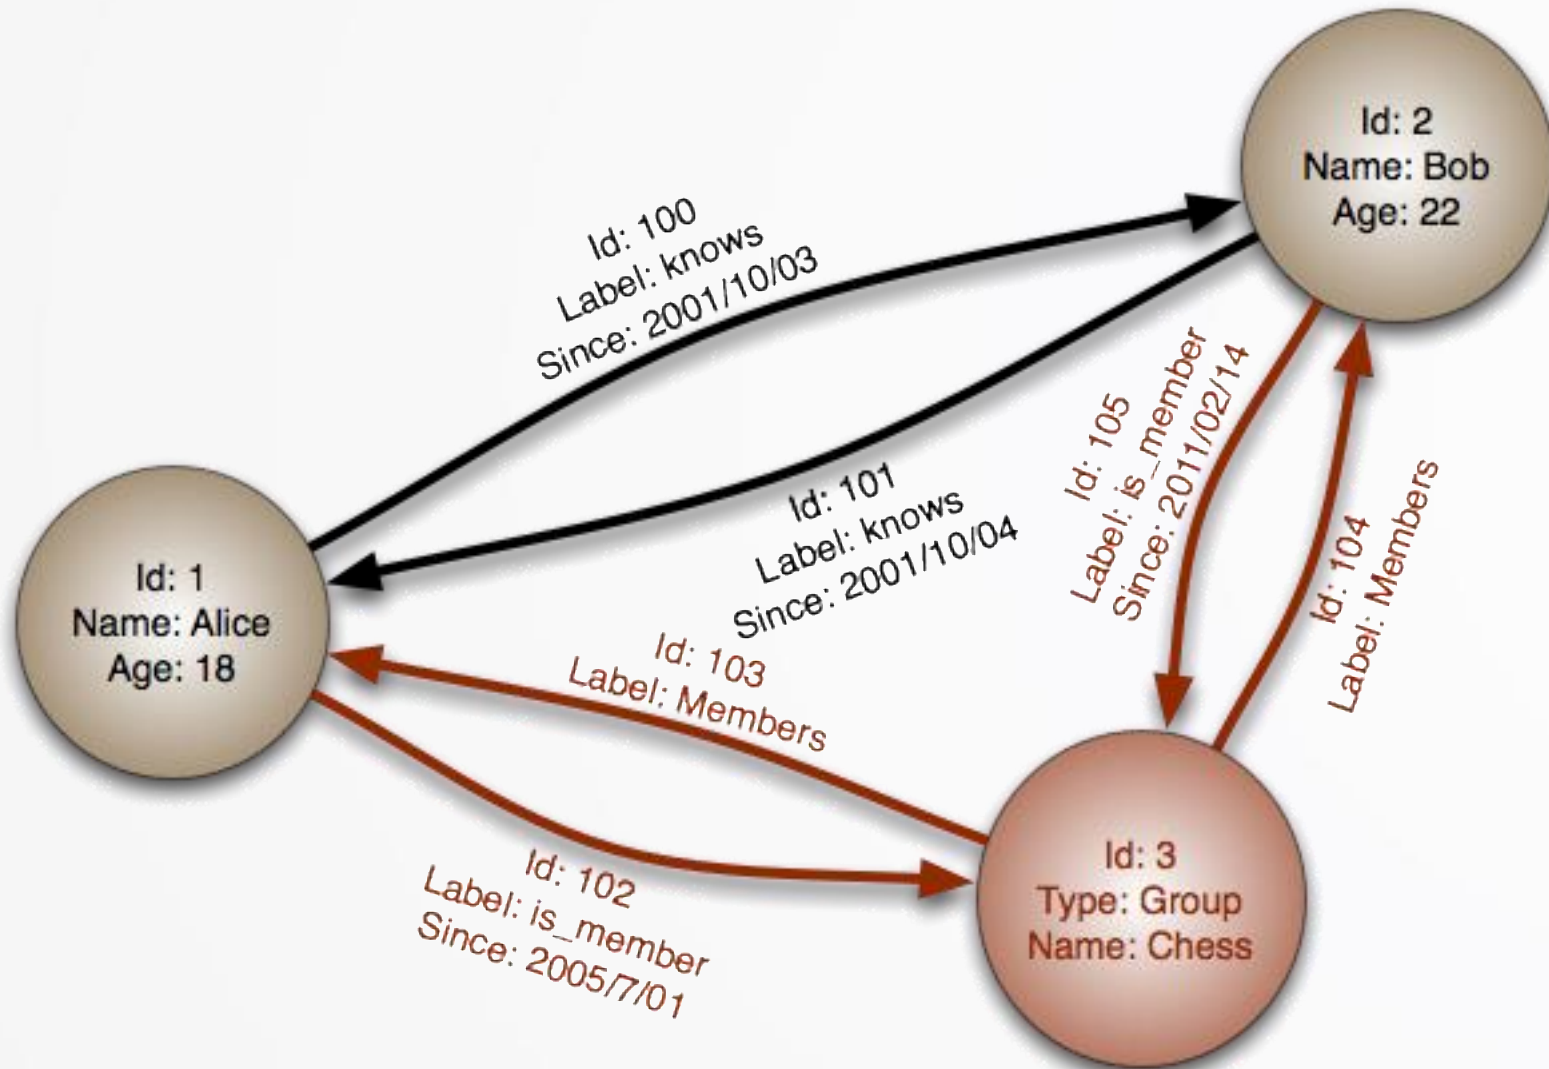 Id: 2
Name: Bob
Age: 22
Id: 100
Label: knows
Since: 2001/10/03
Id: 101
Label: knows
Since: 2001/10/04
Id: 105
Label: is_member
Since: 2011/02/14
Id: 104
Label: Members
Id: 1
Name: Alice
Age: 18
Id: 103
Label: Members
Id: 102
Label: is_member
Since: 2005/7/01
Id: 3
Type: Group
Name: Chess